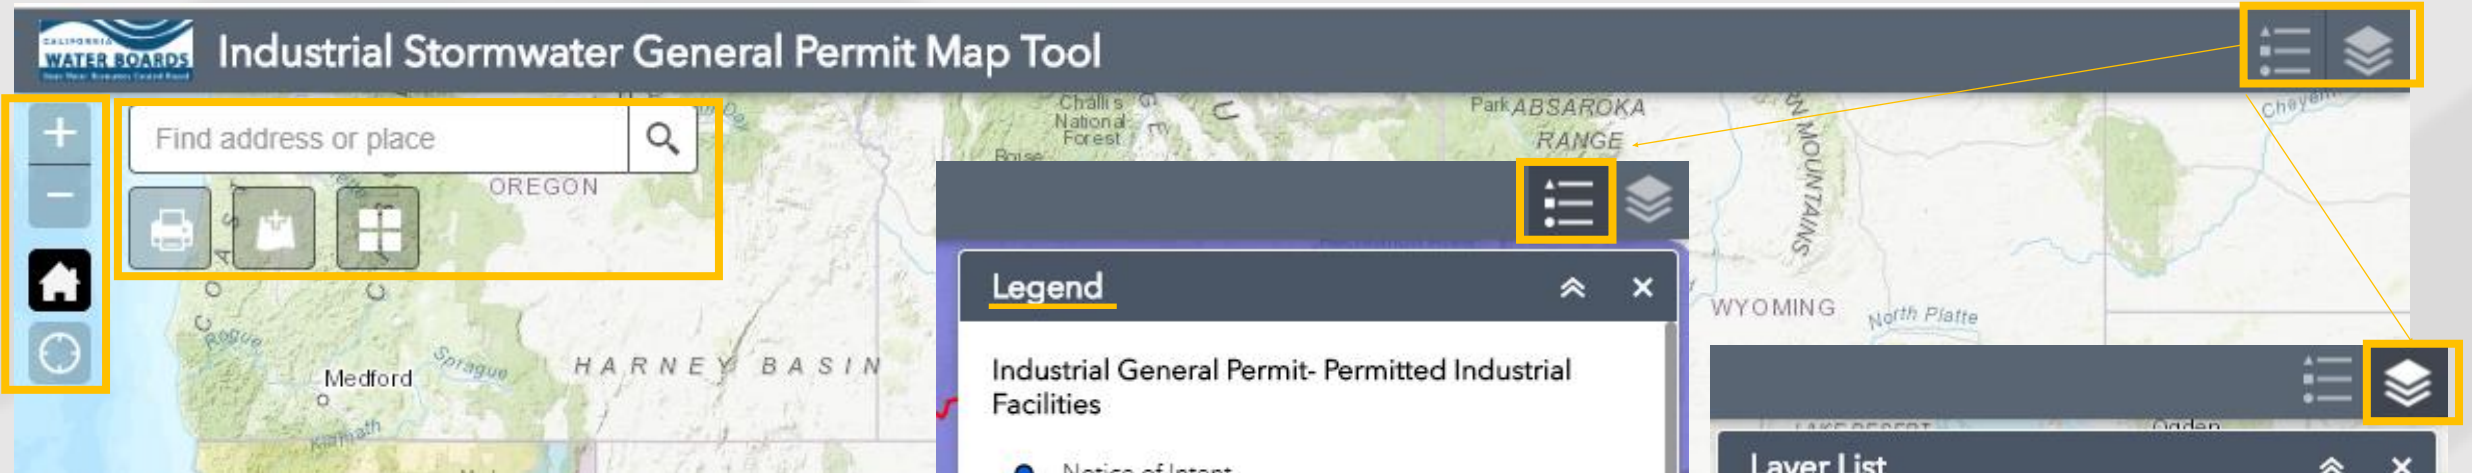 CALIFORNIA
WATER BOARDS
Industrial Stormwater General Permit Map Tool
Find address or place
Challis
National
Forest
Park
ABSAROKA
RANGE
MOUNTAINS
OREGON
WYOMING
North Platte
Rogue
Sprague
HARNEY BASIN
Medford
Klamath
Legend
Industrial General Permit- Permitted Industrial
Facilities
Notice of Intent
Ogden
Layer List